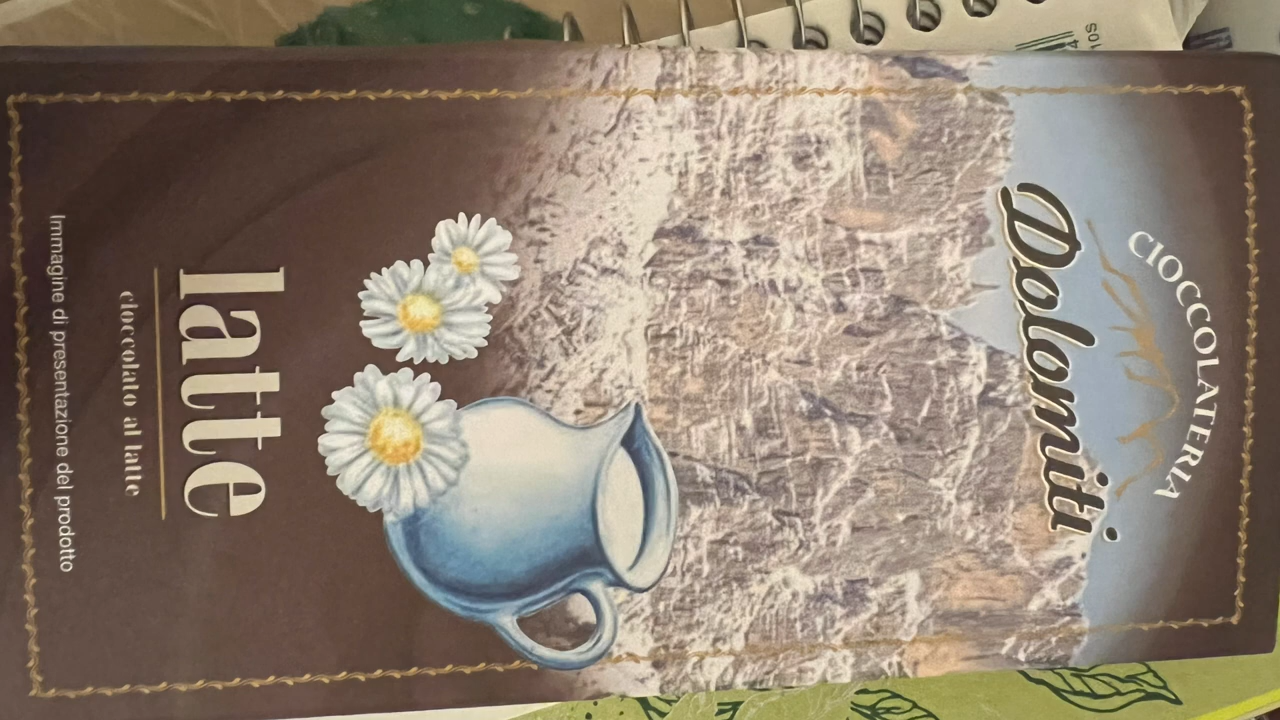 CIOCCOLATERIA
Dolomiti
latte
cioccolato al latte
Immagine di presentazione del prodotto